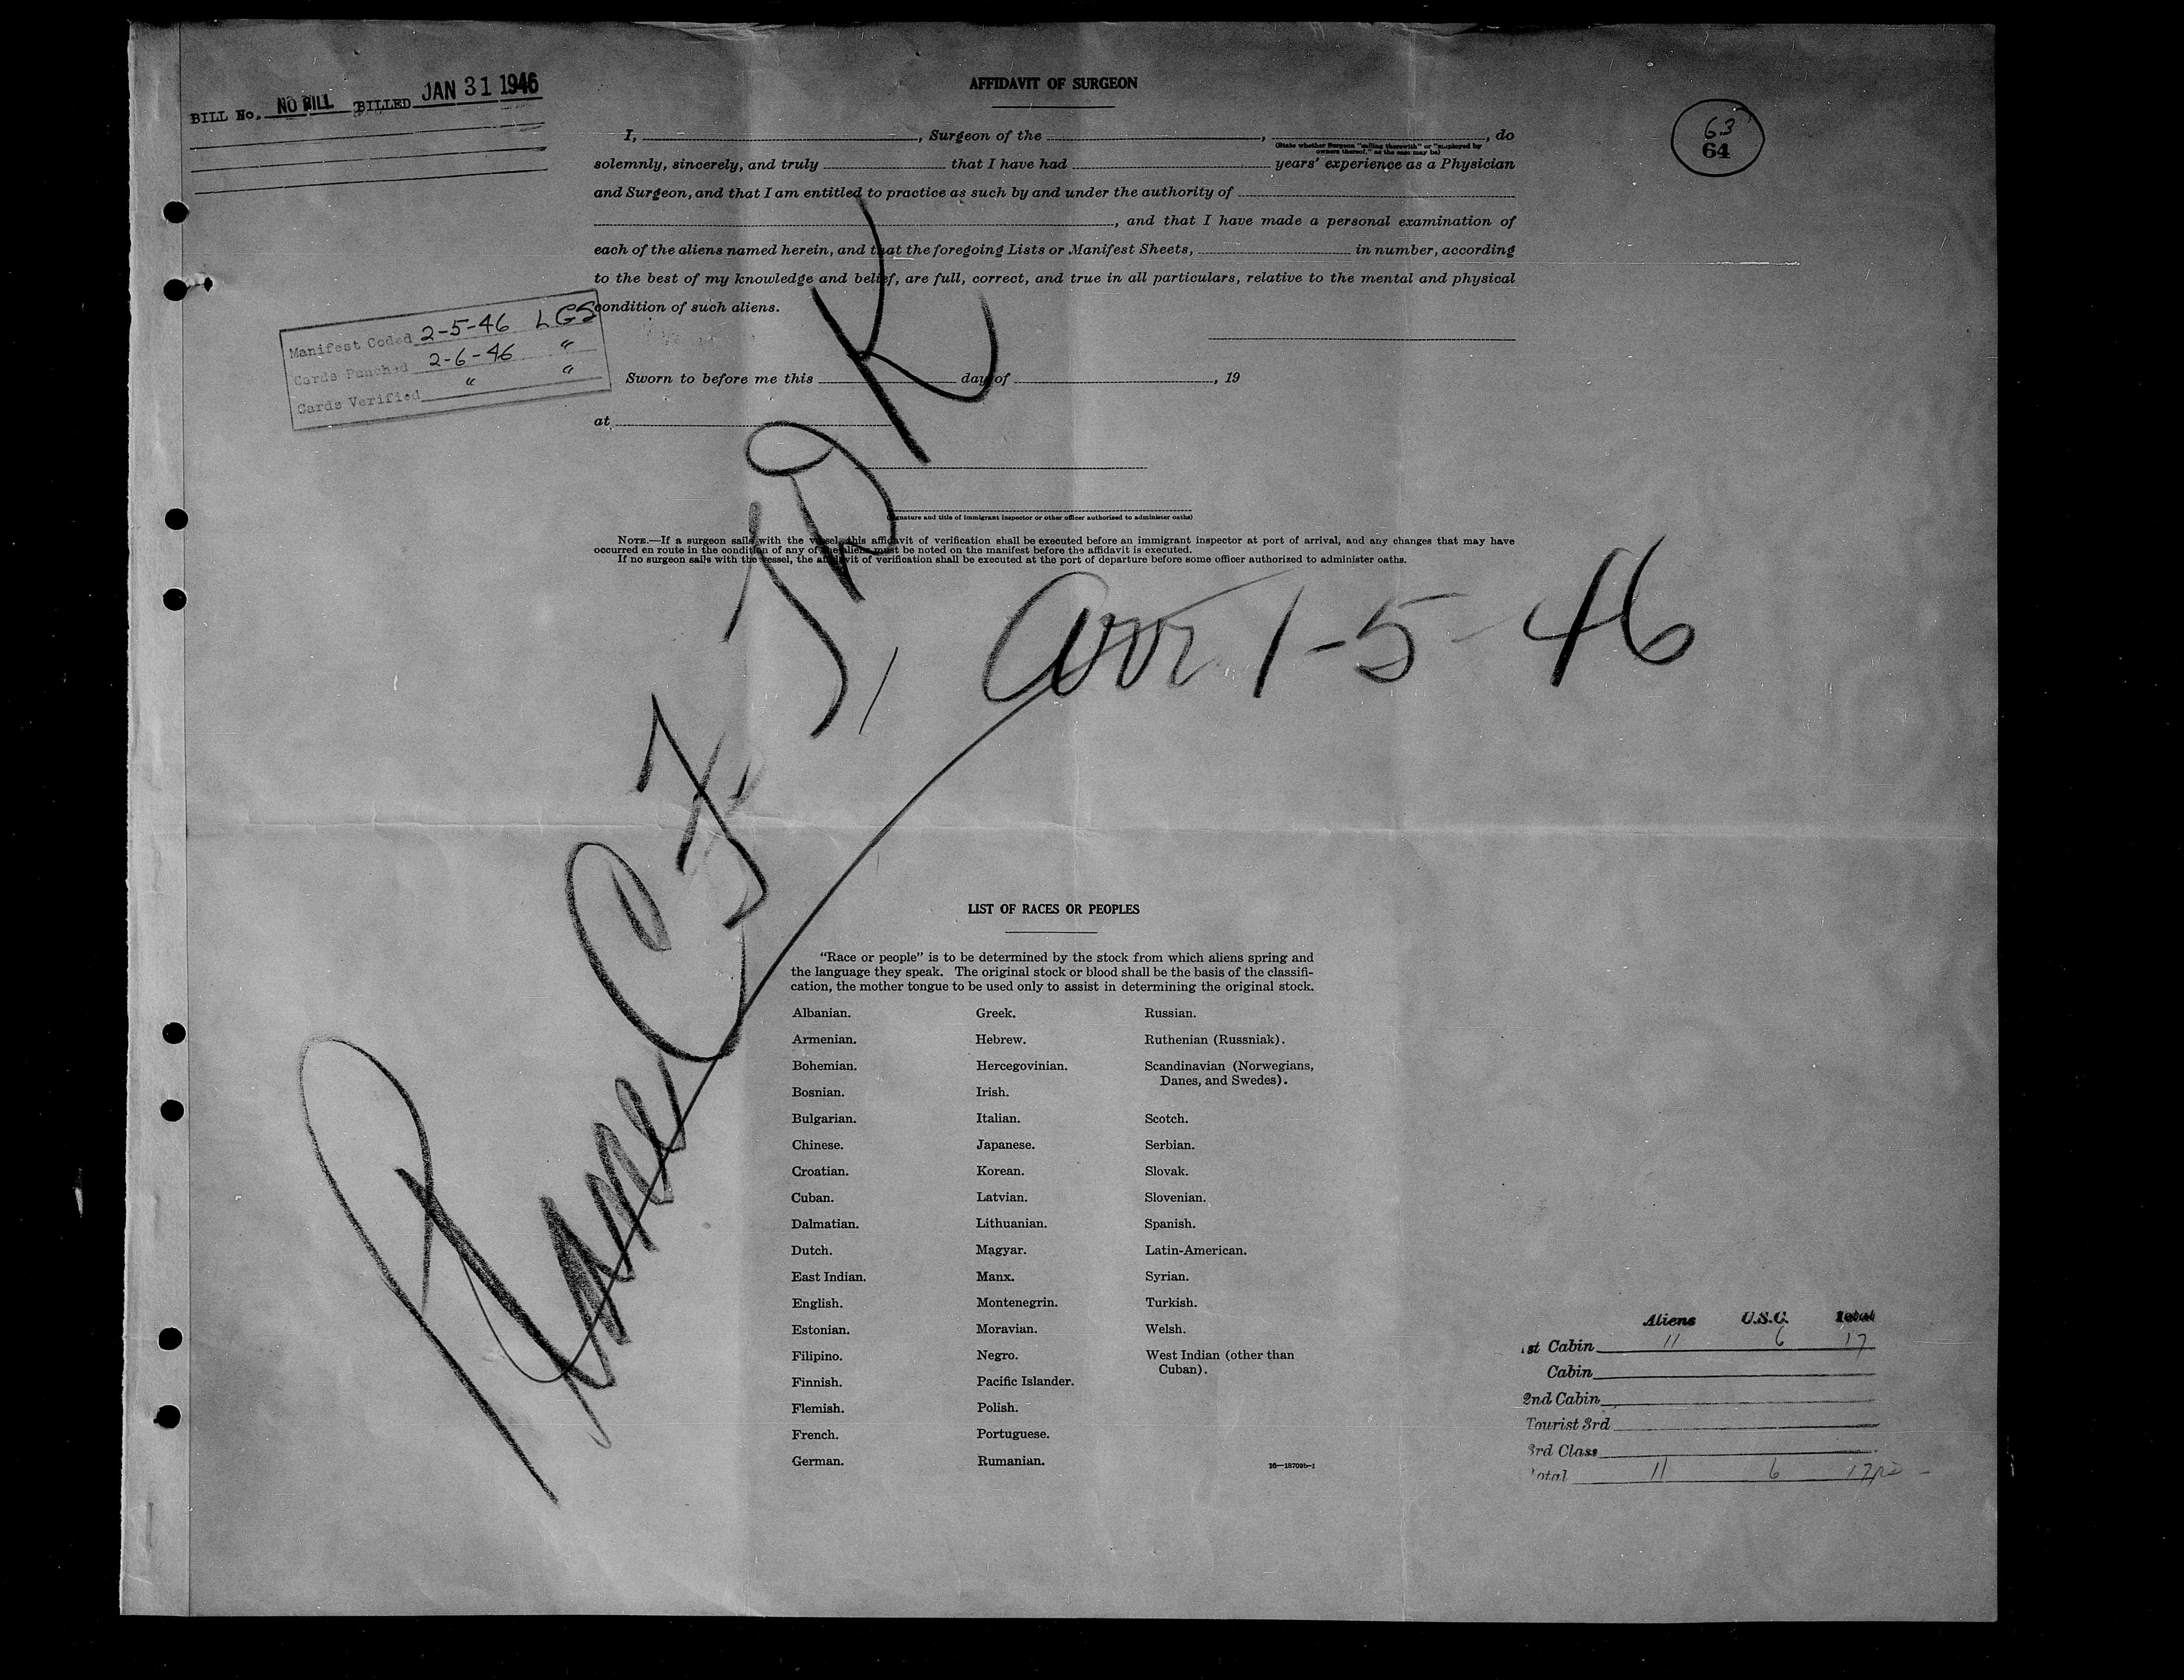 BILL No. NO BILL BILLED JAN 31 1946
AFFIDAVIT OF SURGEON
63
64
I, , Surgeon of the , , do
(State whether Surgeon "sailing therewith" or "employed by
owners thereof," as the case may be)
solemnly, sincerely, and truly that I have had years' experience as a Physician
and Surgeon, and that I am entitled to practice as such by and under the authority of
, and that I have made a personal examination of
each of the aliens named herein, and that the foregoing Lists or Manifest Sheets, in number, according
to the best of my knowledge and belief, are full, correct, and true in all particulars, relative to the mental and physical
condition of such aliens.
Manifest Coded 2-5-46 LGS
Cards Punched 2-6-46 "
Cards Verified " "
Sworn to before me this day of , 19
at
(Signature and title of immigrant inspector or other officer authorized to administer oaths)
NOTE.—If a surgeon sails with the vessel, this affidavit of verification shall be executed before an immigrant inspector at port of arrival, and any changes that may have
occurred en route in the condition of any of the aliens must be noted on the manifest before the affidavit is executed.
If no surgeon sails with the vessel, the affidavit of verification shall be executed at the port of departure before some officer authorized to administer oaths.
Arr 1-5-46
LIST OF RACES OR PEOPLES
"Race or people" is to be determined by the stock from which aliens spring and
the language they speak. The original stock or blood shall be the basis of the classifi-
cation, the mother tongue to be used only to assist in determining the original stock.
Albanian. Greek. Russian.
Armenian. Hebrew. Ruthenian (Russniak).
Bohemian. Hercegovinian. Scandinavian (Norwegians,
Danes, and Swedes).
Bosnian. Irish.
Bulgarian. Italian. Scotch.
Chinese. Japanese. Serbian.
Croatian. Korean. Slovak.
Cuban. Latvian. Slovenian.
Dalmatian. Lithuanian. Spanish.
Dutch. Magyar. Latin-American.
East Indian. Manx. Syrian.
English. Montenegrin. Turkish.
Estonian. Moravian. Welsh.
Filipino. Negro. West Indian (other than
Cuban).
Finnish. Pacific Islander.
Flemish. Polish.
French. Portuguese.
German. Rumanian.
16—18709b-1
Aliens U.S.C. Total
1st Cabin 11 6 17
Cabin
2nd Cabin
Tourist 3rd
3rd Class
Total 11 6 17